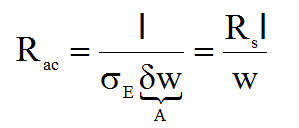 R_ac = l / (σ_E δw) = R_s l / w
A